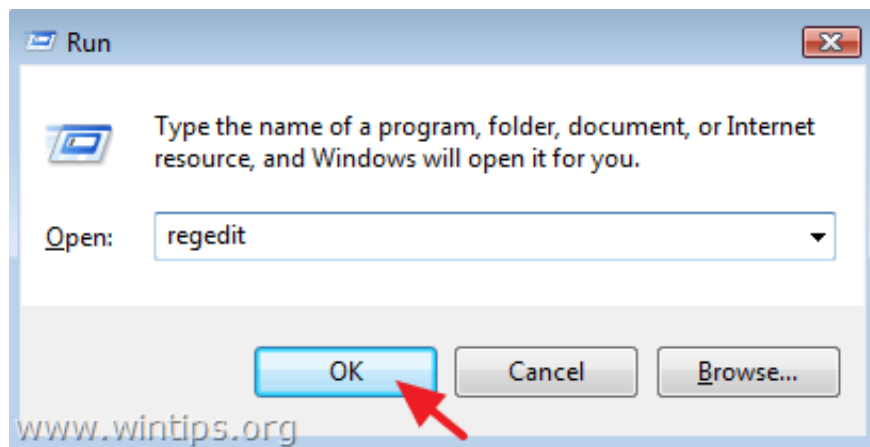 Run
Type the name of a program, folder, document, or Internet
resource, and Windows will open it for you.
Open: regedit
OK Cancel Browse...
www.wintips.org